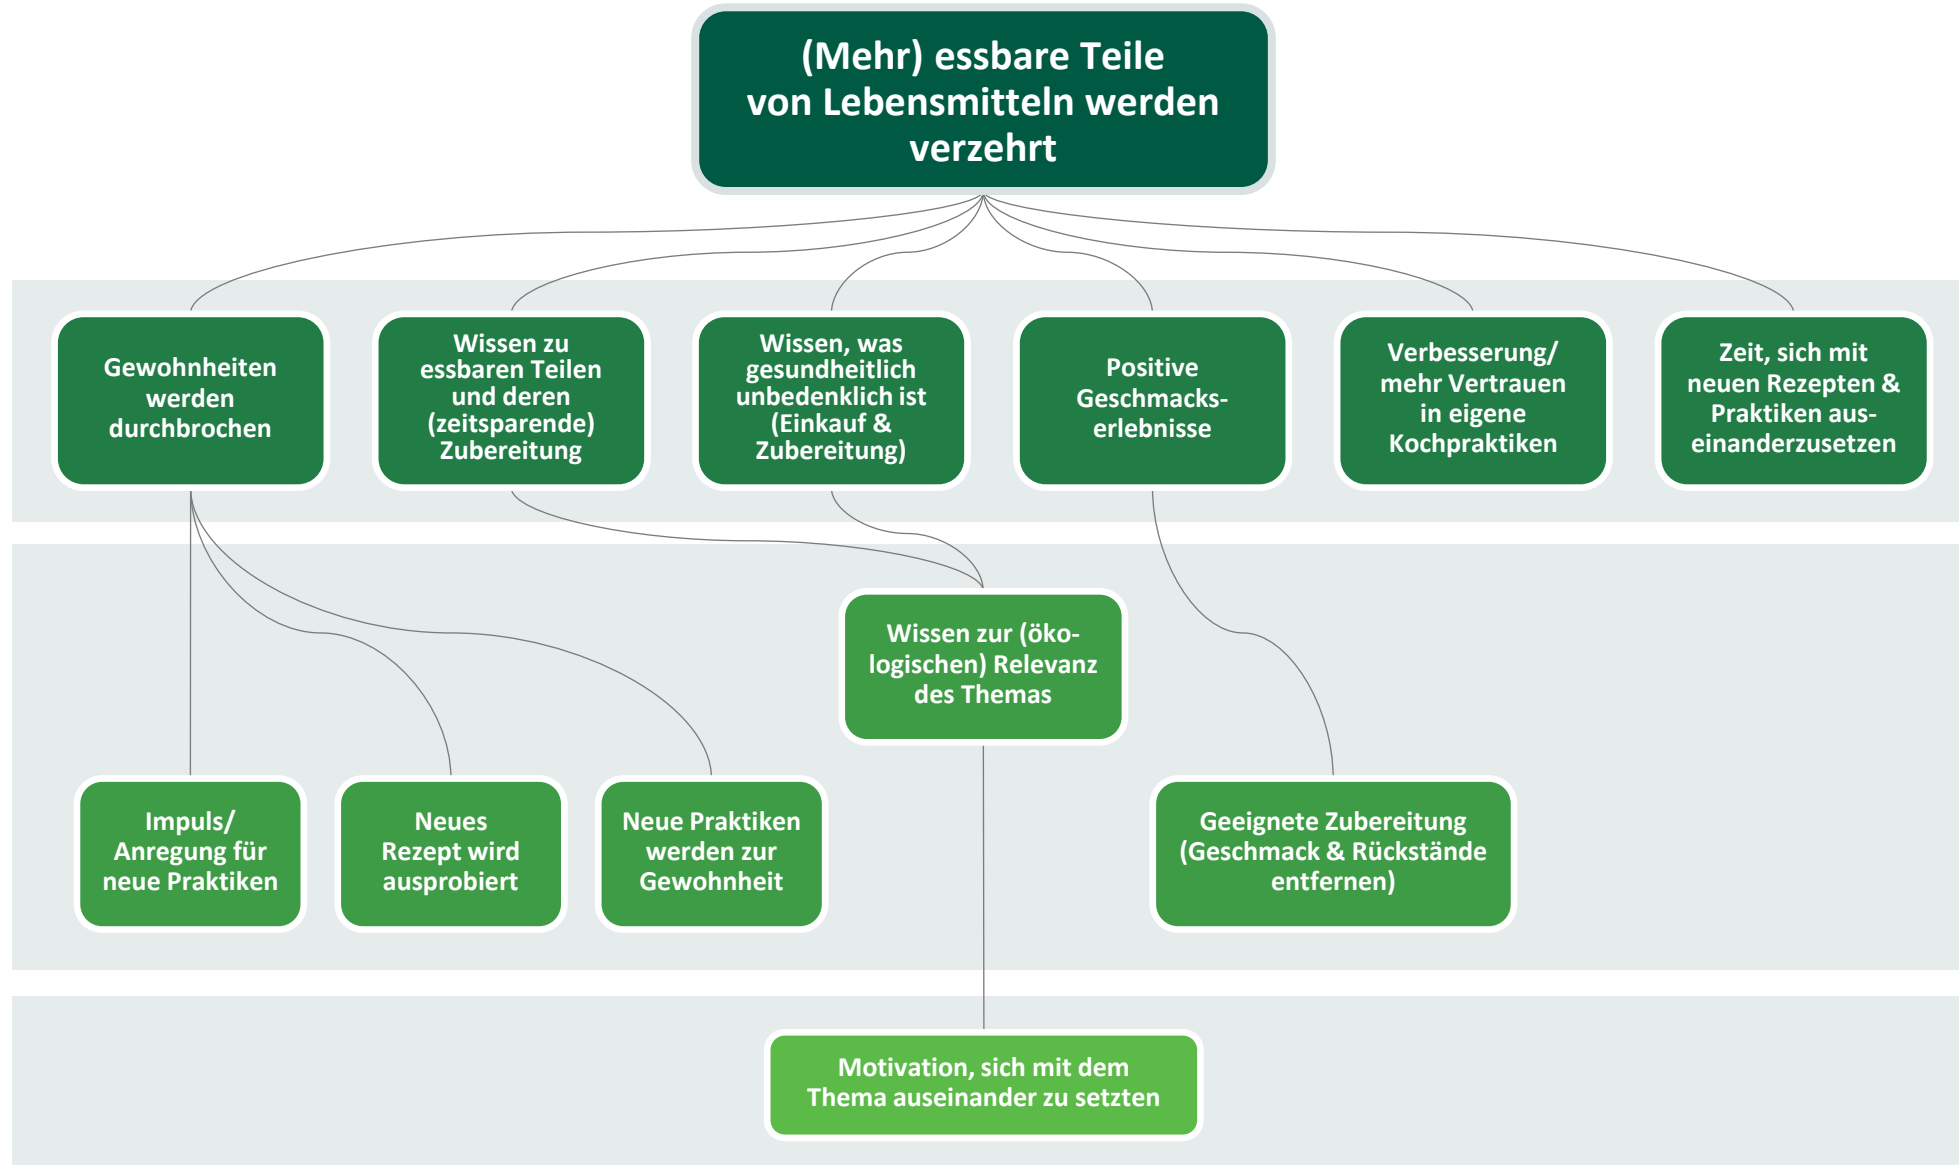 (Mehr) essbare Teile
von Lebensmitteln werden
verzehrt
Gewohnheiten
werden
durchbrochen
Wissen zu
essbaren Teilen
und deren
(zeitsparende)
Zubereitung
Wissen, was
gesundheitlich
unbedenklich ist
(Einkauf &
Zubereitung)
Positive
Geschmacks-
erlebnisse
Verbesserung/
mehr Vertrauen
in eigene
Kochpraktiken
Zeit, sich mit
neuen Rezepten &
Praktiken aus-
einanderzusetzen
Wissen zur (öko-
logischen) Relevanz
des Themas
Impuls/
Anregung für
neue Praktiken
Neues
Rezept wird
ausprobiert
Neue Praktiken
werden zur
Gewohnheit
Geeignete Zubereitung
(Geschmack & Rückstände
entfernen)
Motivation, sich mit dem
Thema auseinander zu setzten